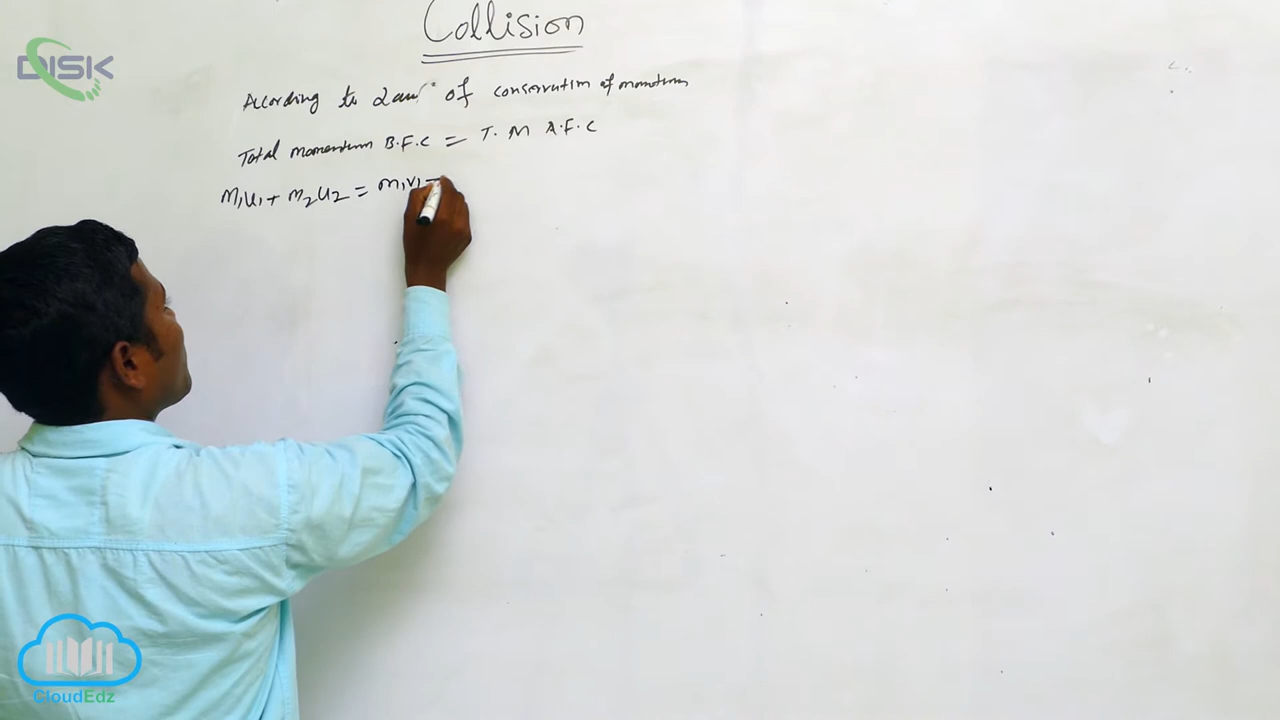 Collision
DISK
According to Law of conservation of momentum
Total momentum B.F.C = T. M A.F.C
m₁u₁ + m₂u₂ = m₁v₁
CloudEdz